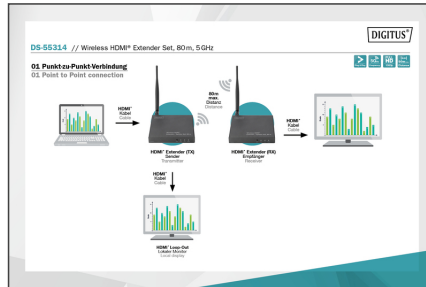 DIGITUS®
DS-55314 // Wireless HDMI® Extender Set, 80m, 5GHz
01 Punkt-zu-Punkt-Verbindung
01 Point to Point connection
80m
max.
Distanz
Distance
HDMI®
Kabel
Cable
HDMI® Extender (TX)
Sender
Transmitter
HDMI® Extender (RX)
Empfänger
Receiver
HDMI®
Kabel
Cable
HDMI®
Kabel
Cable
HDMI® Loop-Out
Lokaler Monitor
Local display